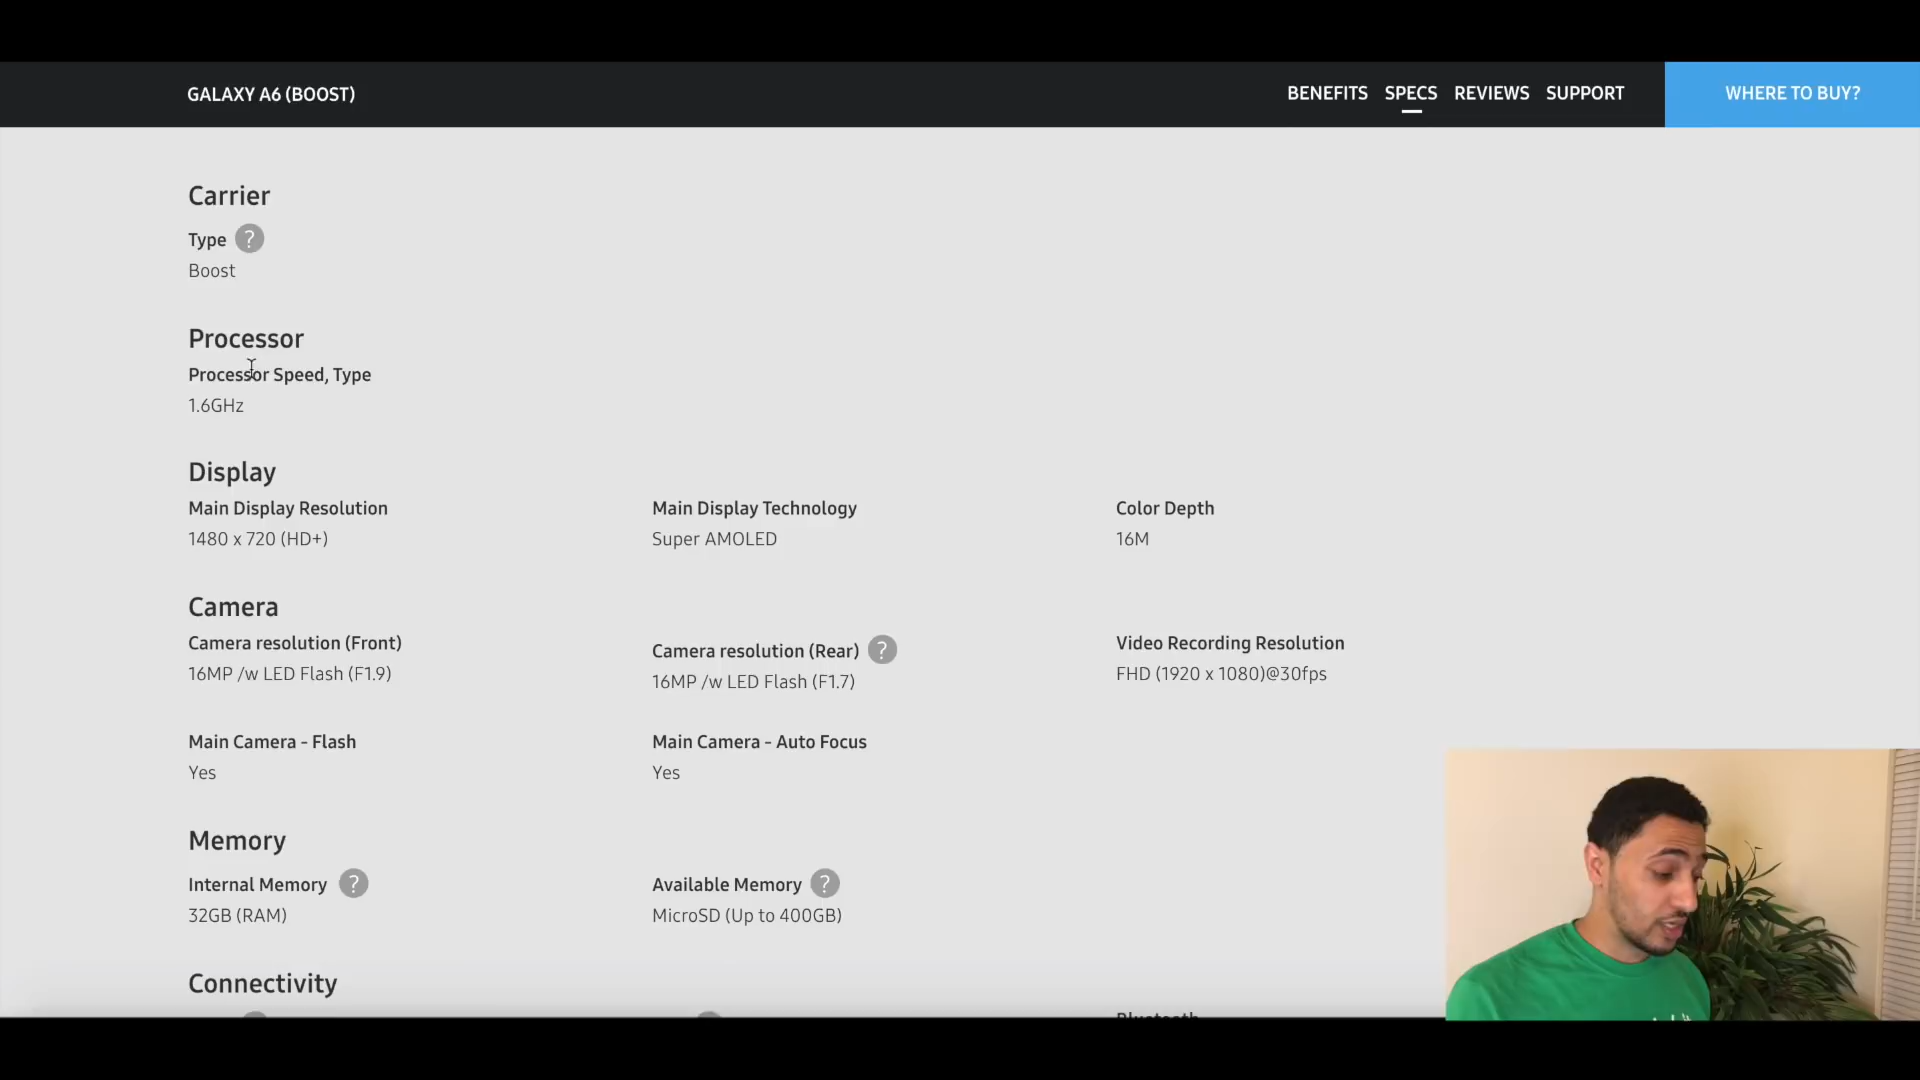 GALAXY A6 (BOOST)
BENEFITS SPECS REVIEWS SUPPORT WHERE TO BUY?
Carrier
Type ?
Boost
Processor
Processor Speed, Type
1.6GHz
Display
Main Display Resolution
1480 x 720 (HD+)
Main Display Technology
Super AMOLED
Color Depth
16M
Camera
Camera resolution (Front)
16MP /w LED Flash (F1.9)
Camera resolution (Rear) ?
16MP /w LED Flash (F1.7)
Video Recording Resolution
FHD (1920 x 1080)@30fps
Main Camera - Flash
Yes
Main Camera - Auto Focus
Yes
Memory
Internal Memory ?
32GB (RAM)
Available Memory ?
MicroSD (Up to 400GB)
Connectivity
Bluetooth